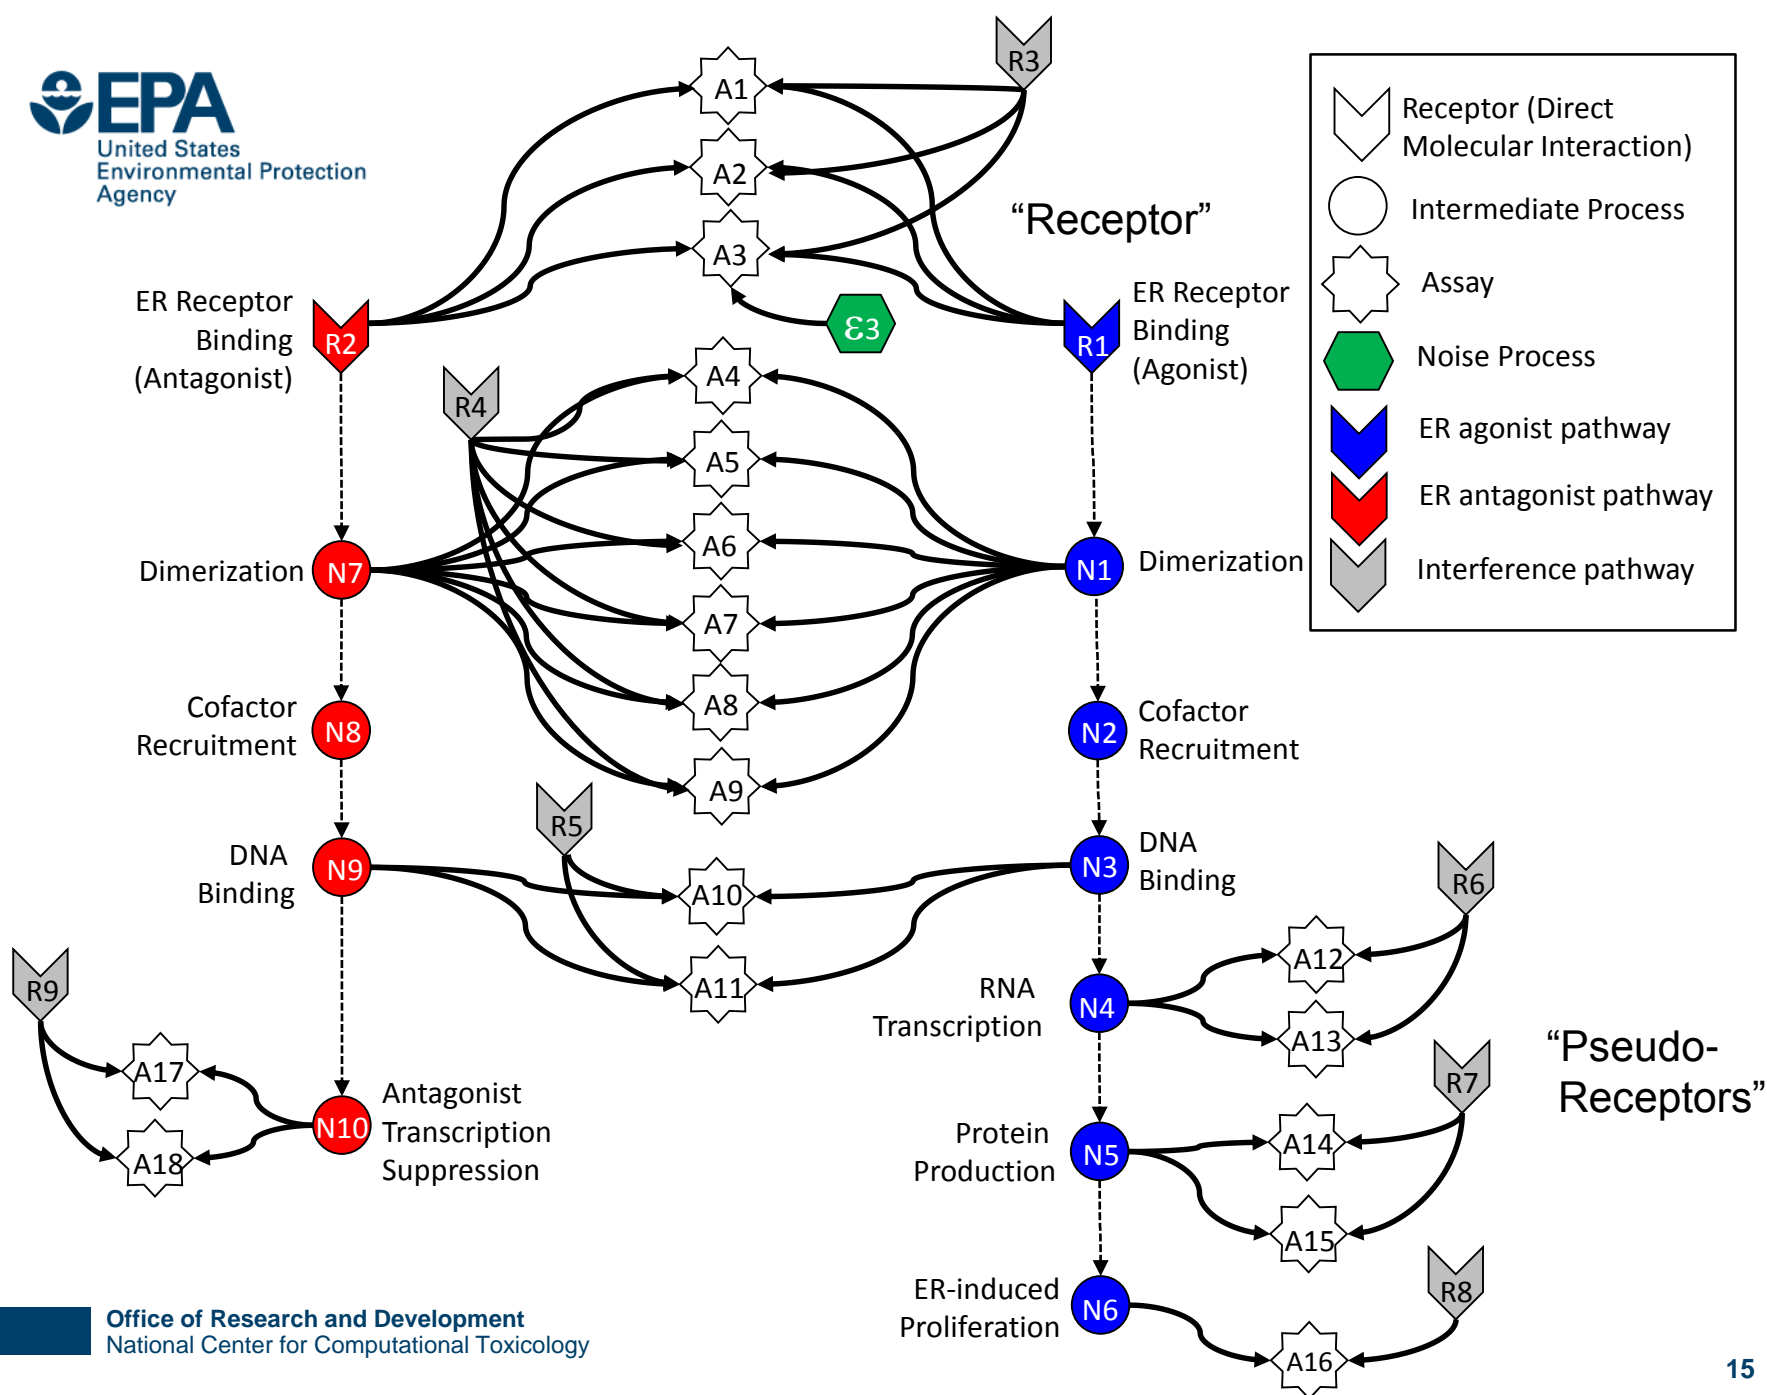 EPA
United States
Environmental Protection
Agency
R3
A1
A2
A3
"Receptor"
ER Receptor
Binding
(Antagonist)
R2
ε3
R1
ER Receptor
Binding
(Agonist)
Receptor (Direct
Molecular Interaction)
Intermediate Process
Assay
Noise Process
ER agonist pathway
ER antagonist pathway
Interference pathway
R4
A4
A5
A6
A7
A8
A9
Dimerization
N7
N1
Dimerization
Cofactor
Recruitment
N8
N2
Cofactor
Recruitment
R5
DNA
Binding
N9
A10
A11
N3
DNA
Binding
R6
A12
A13
RNA
Transcription
N4
R9
A17
A18
N10
Antagonist
Transcription
Suppression
"Pseudo-
Receptors"
R7
A14
A15
Protein
Production
N5
R8
ER-induced
Proliferation
N6
A16
Office of Research and Development
National Center for Computational Toxicology
15